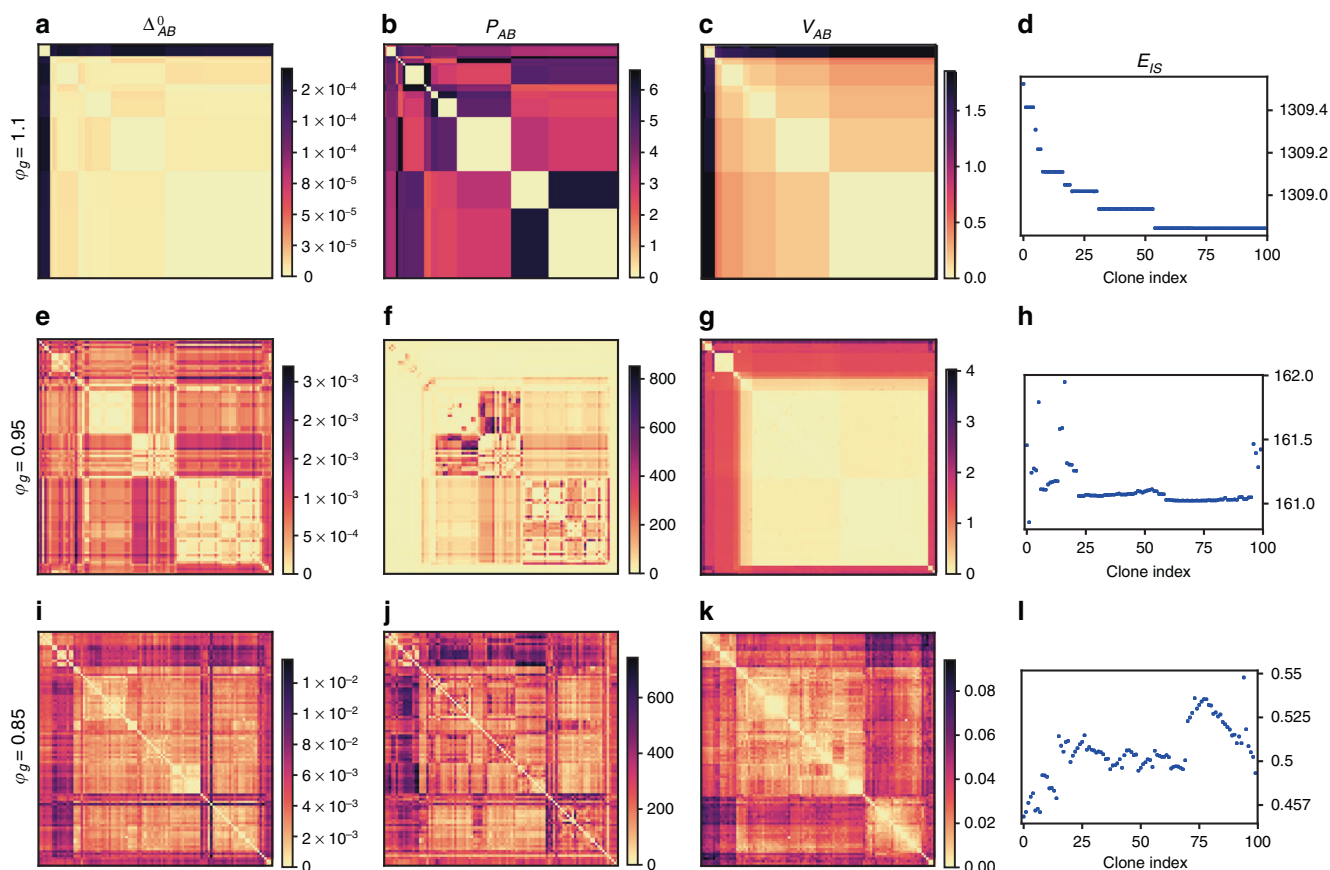 a Δ⁰_AB b P_AB c V_AB d E_IS
φg = 1.1
2 × 10⁻⁴
1 × 10⁻⁴
1 × 10⁻⁴
8 × 10⁻⁵
5 × 10⁻⁵
3 × 10⁻⁵
0
6
5
4
3
2
1
0
1.5
1.0
0.5
0.0
1309.4
1309.2
1309.0
0 25 50 75 100
Clone index
e f g h
φg = 0.95
3 × 10⁻³
2 × 10⁻³
2 × 10⁻³
1 × 10⁻³
5 × 10⁻⁴
0
800
600
400
200
0
4
3
2
1
0
162.0
161.5
161.0
0 25 50 75 100
Clone index
i j k l
φg = 0.85
1 × 10⁻²
1 × 10⁻²
8 × 10⁻³
6 × 10⁻³
4 × 10⁻³
2 × 10⁻³
0
600
400
200
0
0.08
0.06
0.04
0.02
0.00
0.55
0.525
0.5
0.457
0 25 50 75 100
Clone index